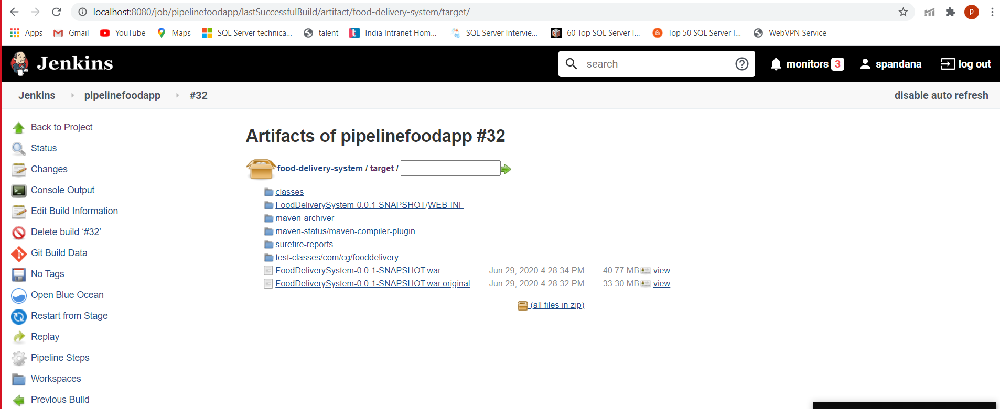 localhost:8080/job/pipelinefoodapp/lastSuccessfulBuild/artifact/food-delivery-system/target/
p
Apps Gmail YouTube Maps SQL Server technica... talent India Intranet Hom... SQL Server Intervie... 60 Top SQL Server I... Top 50 SQL Server I... WebVPN Service
Jenkins search monitors 3 spandana log out
Jenkins pipelinefoodapp #32 disable auto refresh
Back to Project
Status
Changes
Console Output
Edit Build Information
Delete build ‘#32’
Git Build Data
No Tags
Open Blue Ocean
Restart from Stage
Replay
Pipeline Steps
Workspaces
Previous Build
Artifacts of pipelinefoodapp #32
food-delivery-system / target /
classes
FoodDeliverySystem-0.0.1-SNAPSHOT/WEB-INF
maven-archiver
maven-status/maven-compiler-plugin
surefire-reports
test-classes/com/cg/fooddelivery
FoodDeliverySystem-0.0.1-SNAPSHOT.war Jun 29, 2020 4:28:34 PM 40.77 MB view
FoodDeliverySystem-0.0.1-SNAPSHOT.war.original Jun 29, 2020 4:28:32 PM 33.30 MB view
(all files in zip)